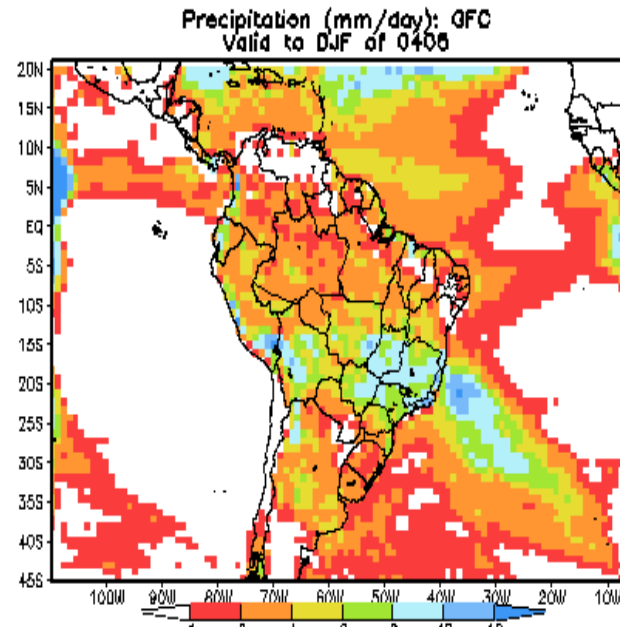 Precipitation (mm/day): GFC
Valid to DJF of 0406
20N
15N
10N
5N
EQ
5S
10S
15S
20S
25S
30S
35S
40S
45S
100W 90W 80W 70W 60W 50W 40W 30W 20W 10W